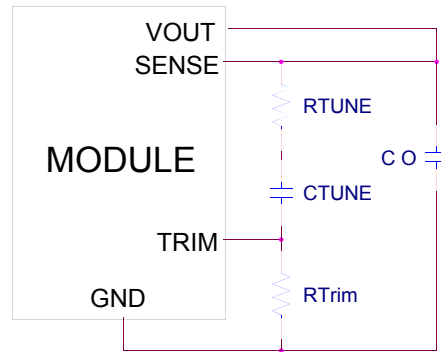 VOUT
SENSE
RTUNE
MODULE
C O
CTUNE
TRIM
GND
RTrim